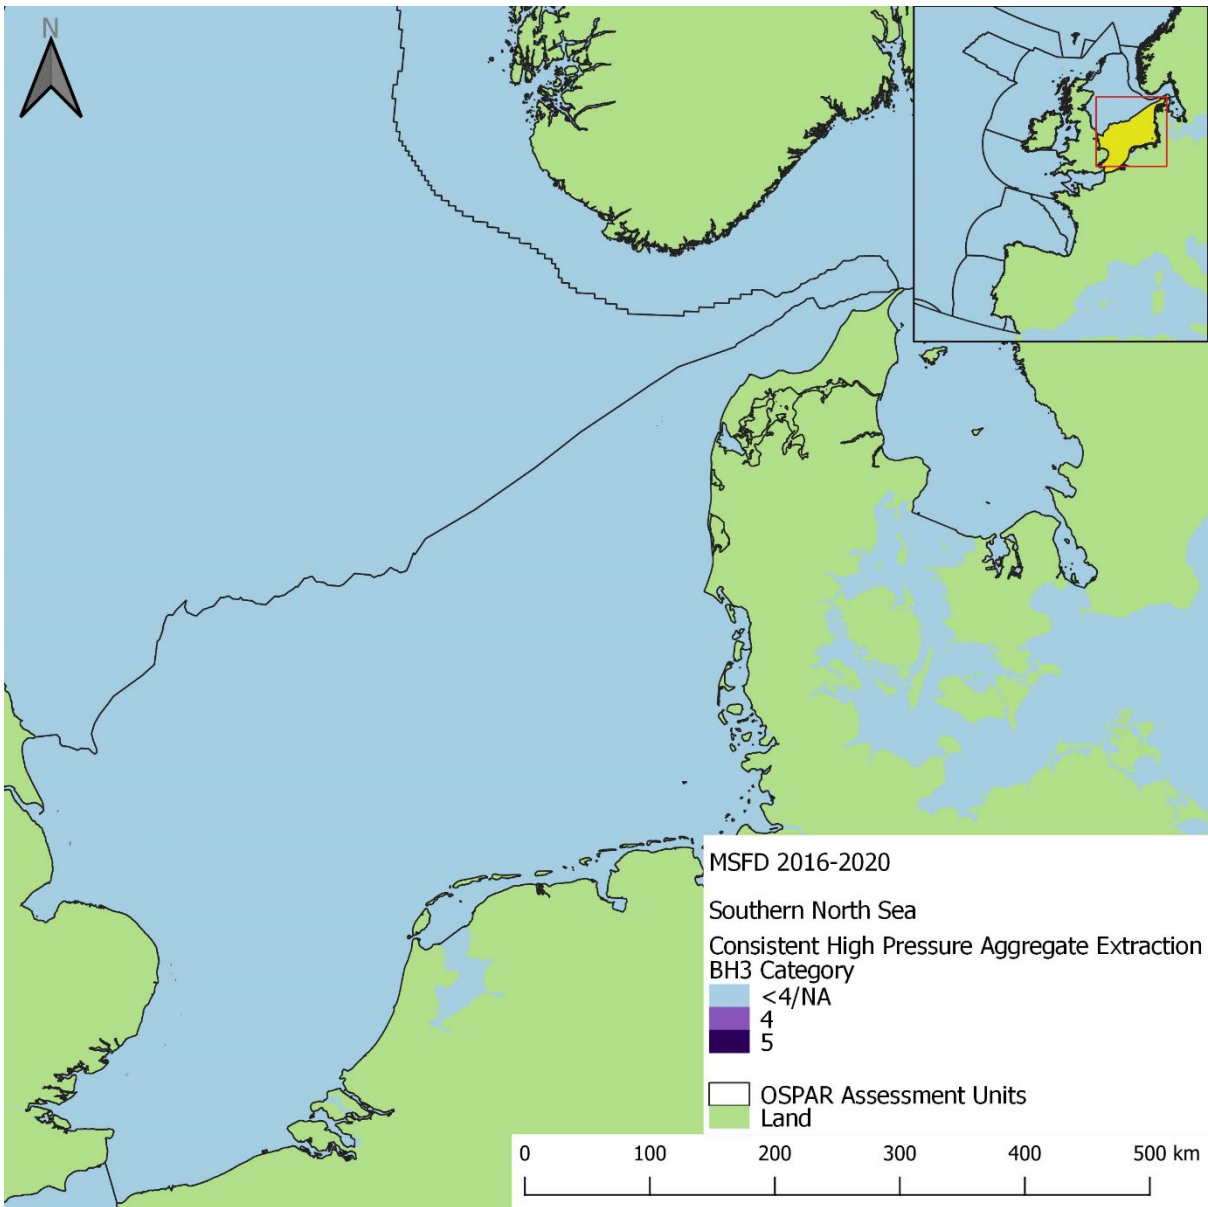 N
MSFD 2016-2020
Southern North Sea
Consistent High Pressure Aggregate Extraction
BH3 Category
<4/NA
4
5
OSPAR Assessment Units
Land
0 100 200 300 400 500 km